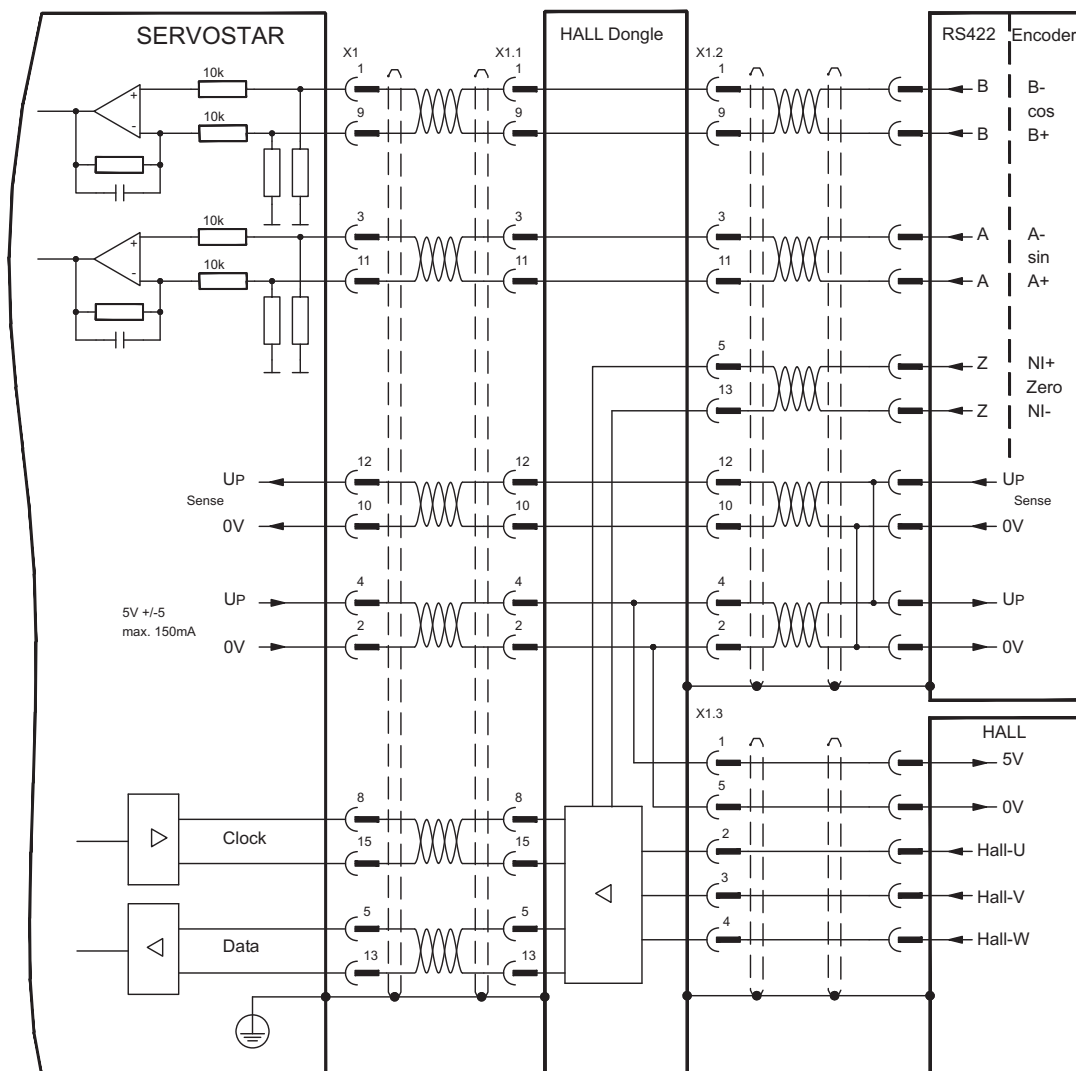 SERVOSTAR
HALL Dongle
RS422 Encoder
X1
X1.1
X1.2
10k
1
1
1
B
B-
cos
10k
9
9
9
B
B+
10k
3
3
3
A
A-
sin
10k
11
11
11
A
A+
5
Z
NI+
Zero
13
Z
NI-
UP
12
12
12
UP
Sense
Sense
0V
10
10
10
0V
UP
4
4
4
UP
5V +/-5
max. 150mA
0V
2
2
2
0V
X1.3
HALL
1
5V
5
0V
8
8
Clock
2
Hall-U
15
15
3
Hall-V
5
5
Data
4
Hall-W
13
13